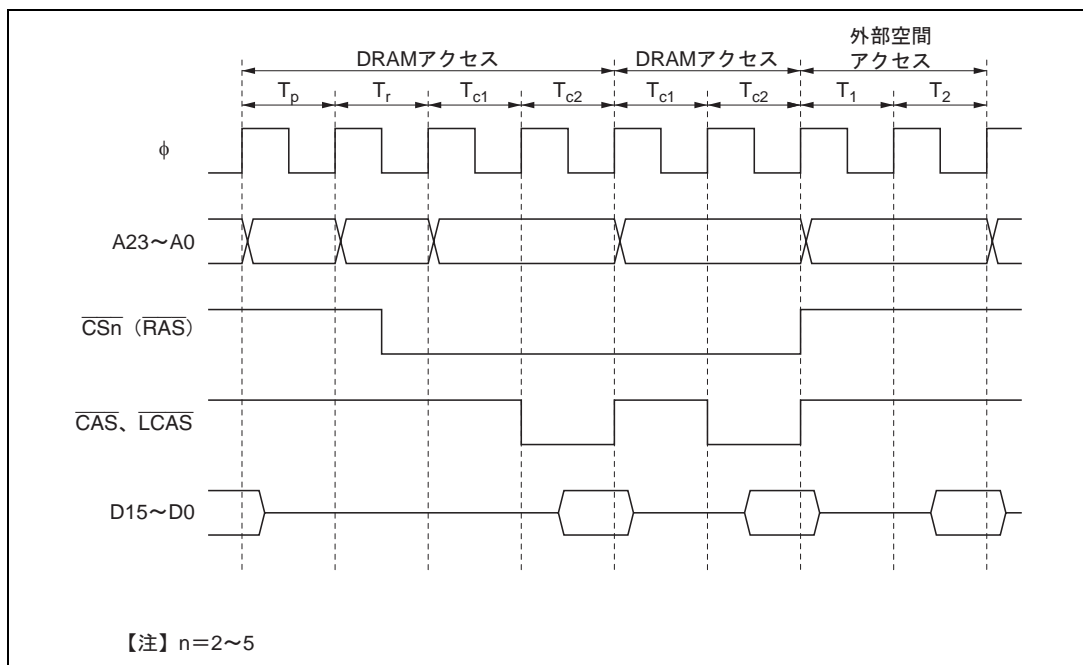 外部空間
アクセス
DRAMアクセス DRAMアクセス
Tp Tr Tc1 Tc2 Tc1 Tc2 T1 T2
φ
A23～A0
CSn（RAS）
CAS、LCAS
D15～D0
【注】n＝2～5